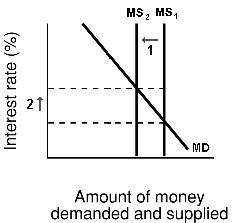 MS2 MS1
1
Interest rate (%)
2
MD
Amount of money
demanded and supplied